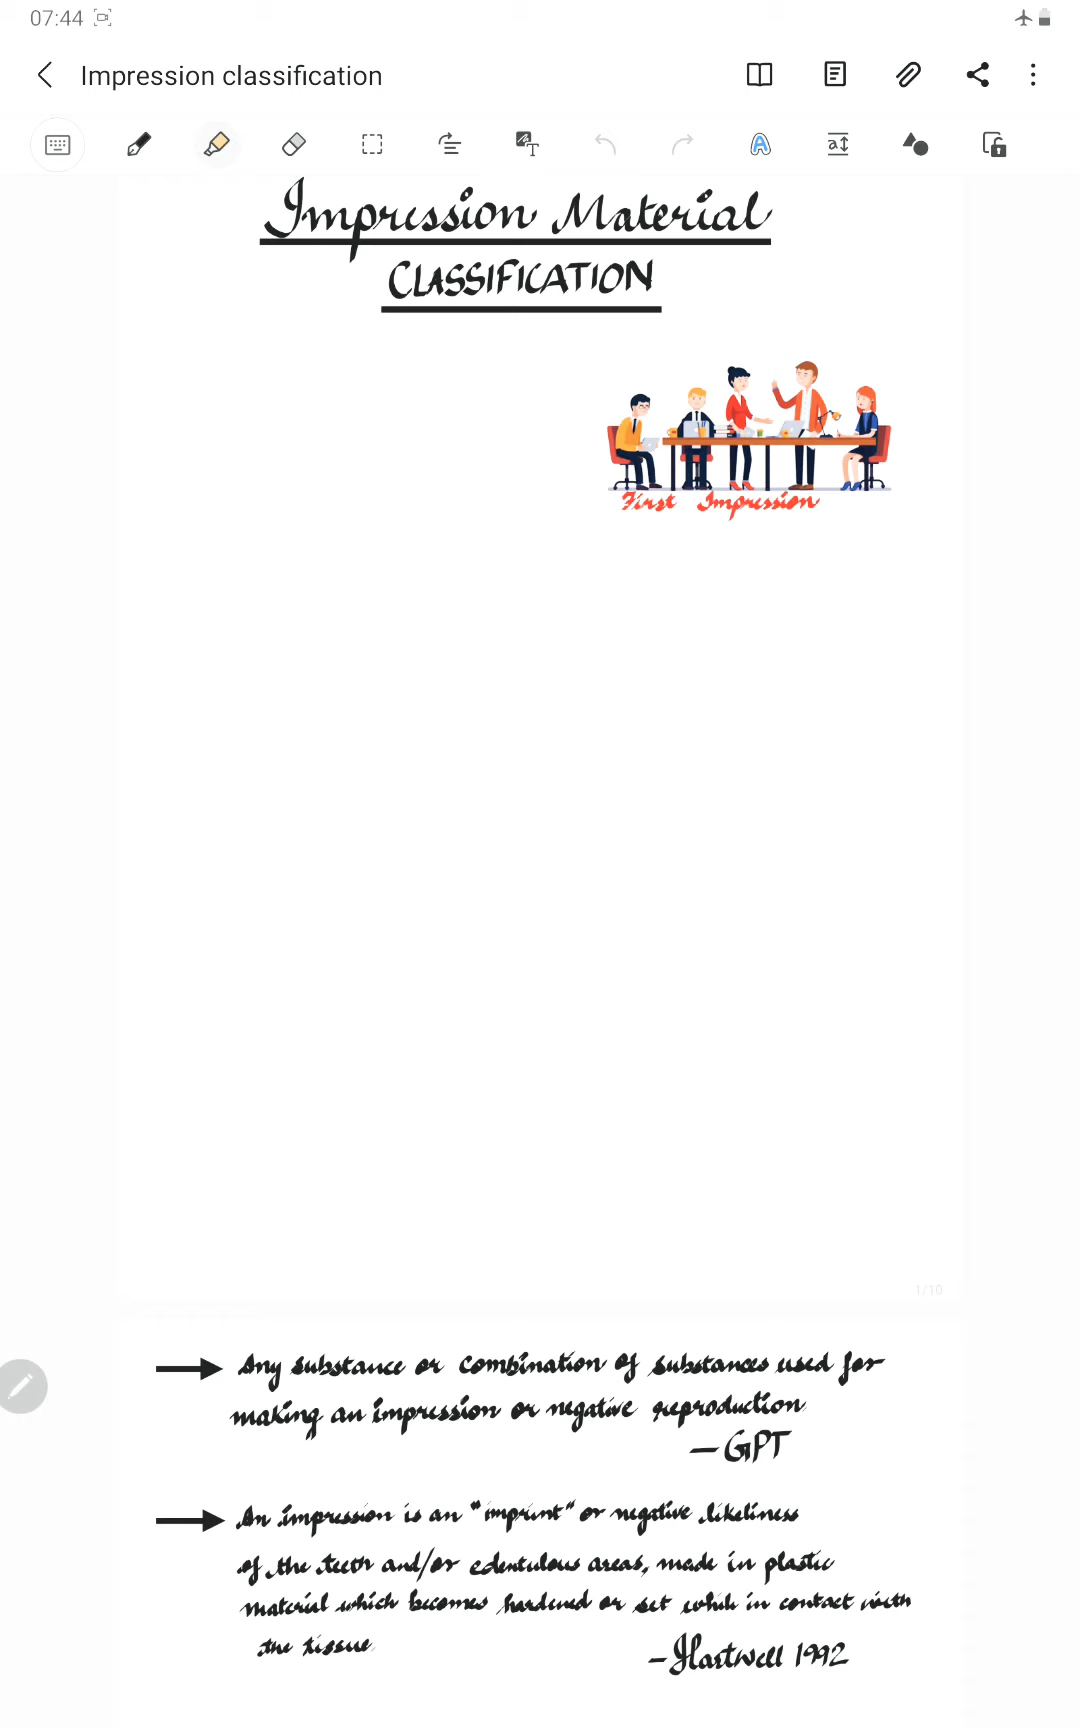 07:44
Impression classification
Impression Material
CLASSIFICATION
First Impression
1/10
Any substance or combination of substances used for
making an impression or negative reproduction
- GPT
An impression is an "imprint" or negative likeliness
of the teeth and/or edentulous areas, made in plastic
material which becomes hardened or set while in contact with
the tissue
- Hartwell 1992